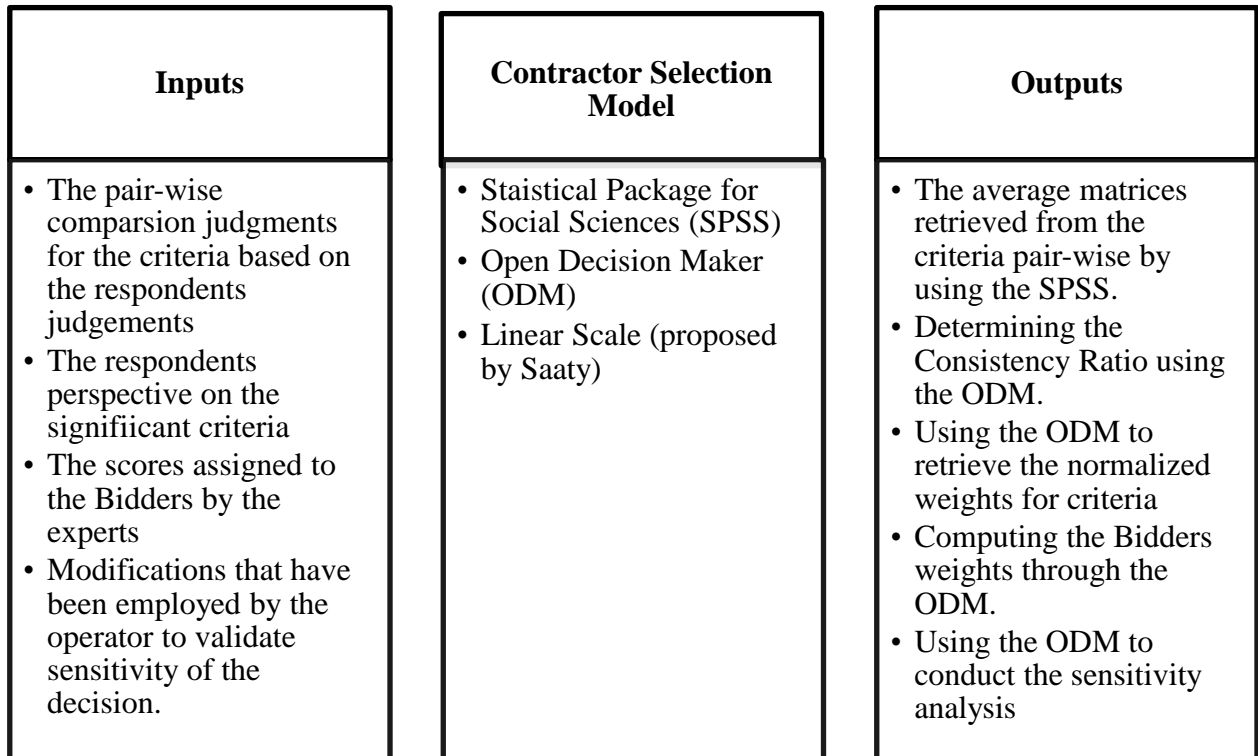 Inputs
• The pair-wise
comparsion judgments
for the criteria based on
the respondents
judgements
• The respondents
perspective on the
signifiicant criteria
• The scores assigned to
the Bidders by the
experts
• Modifications that have
been employed by the
operator to validate
sensitivity of the
decision.
Contractor Selection
Model
• Staistical Package for
Social Sciences (SPSS)
• Open Decision Maker
(ODM)
• Linear Scale (proposed
by Saaty)
Outputs
• The average matrices
retrieved from the
criteria pair-wise by
using the SPSS.
• Determining the
Consistency Ratio using
the ODM.
• Using the ODM to
retrieve the normalized
weights for criteria
• Computing the Bidders
weights through the
ODM.
• Using the ODM to
conduct the sensitivity
analysis